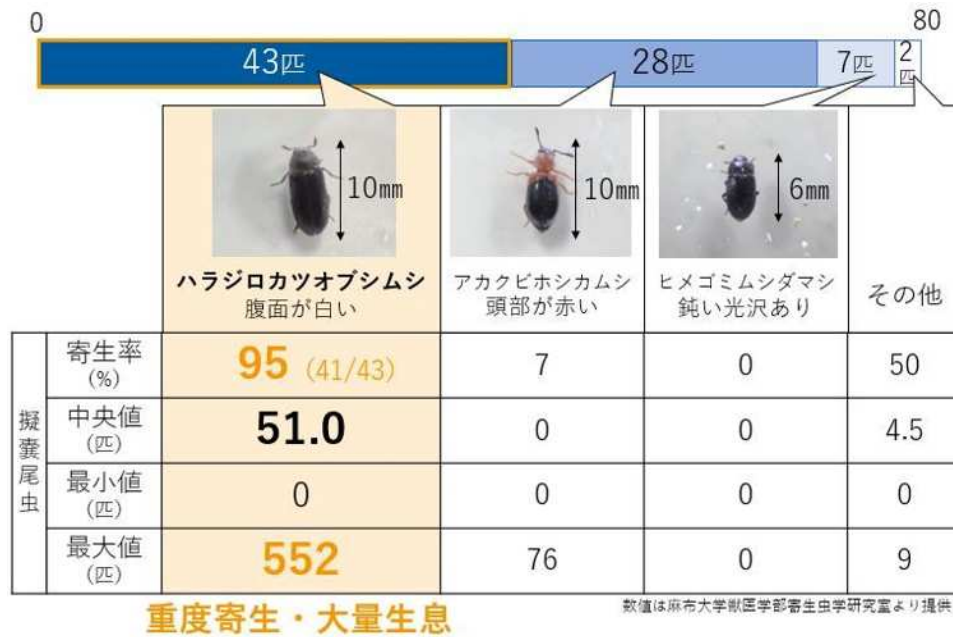 0
80
43匹
28匹
7匹
2匹
10㎜
10㎜
6㎜
ハラジロカツオブシムシ
腹面が白い
アカクビホシカムシ
頭部が赤い
ヒメゴミムシダマシ
鈍い光沢あり
その他
擬嚢尾虫
寄生率
(%)
95 (41/43)
7
0
50
中央値
(匹)
51.0
0
0
4.5
最小値
(匹)
0
0
0
0
最大値
(匹)
552
76
0
9
重度寄生・大量生息
数値は麻布大学獣医学部寄生虫学研究室より提供